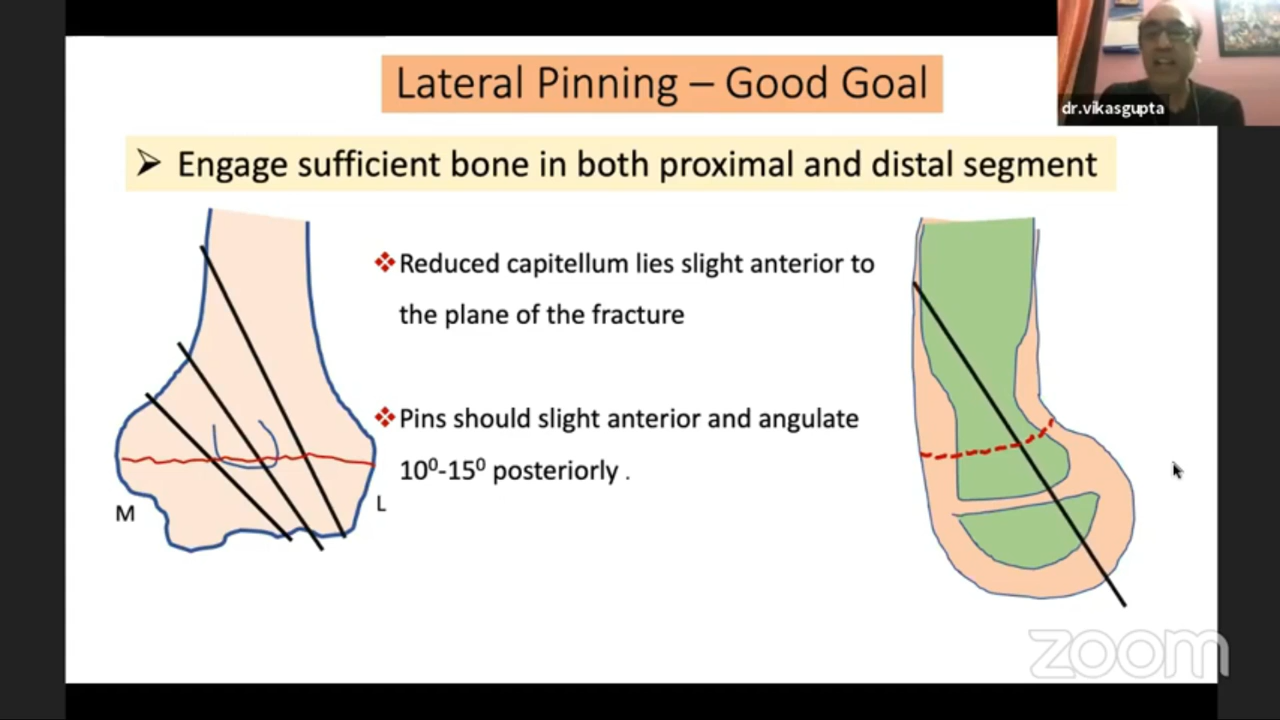 Lateral Pinning – Good Goal
dr.vikasgupta
➢ Engage sufficient bone in both proximal and distal segment
❖Reduced capitellum lies slight anterior to
the plane of the fracture
❖Pins should slight anterior and angulate
10⁰-15⁰ posteriorly .
M
L
zoom